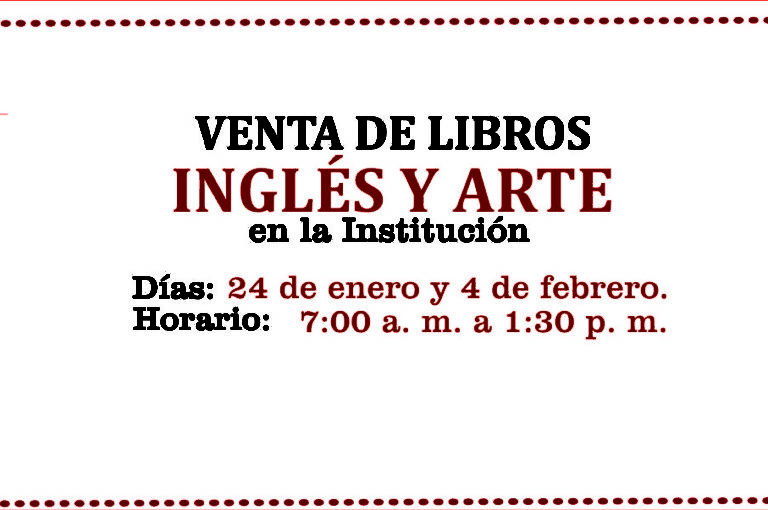 VENTA DE LIBROS
INGLÉS Y ARTE
en la Institución
Días: 24 de enero y 4 de febrero.
Horario: 7:00 a. m. a 1:30 p. m.